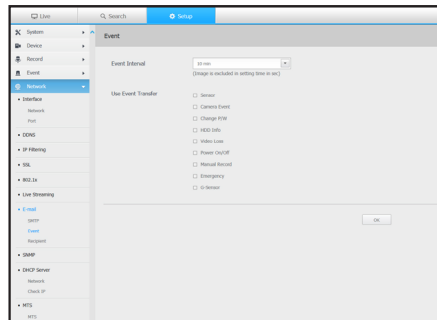 Live
Search
Setup
System
Device
Record
Event
Network
Interface
Network
Port
DDNS
IP Filtering
SSL
802.1x
Live Streaming
E-mail
SMTP
Event
Recipient
SNMP
DHCP Server
Network
Check IP
MTS
MTS
Event
Event Interval
10 min
(Image is excluded in setting time in sec)
Use Event Transfer
Sensor
Camera Event
Change P/W
HDD Info
Video Loss
Power On/Off
Manual Record
Emergency
G-Sensor
OK